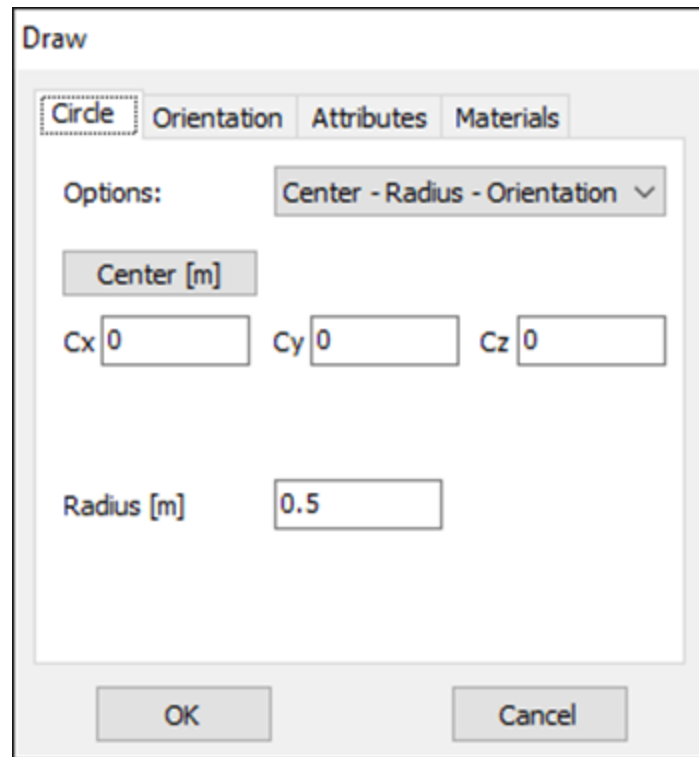 Draw
Circle Orientation Attributes Materials
Options: Center - Radius - Orientation
Center [m]
Cx 0 Cy 0 Cz 0
Radius [m] 0.5
OK Cancel